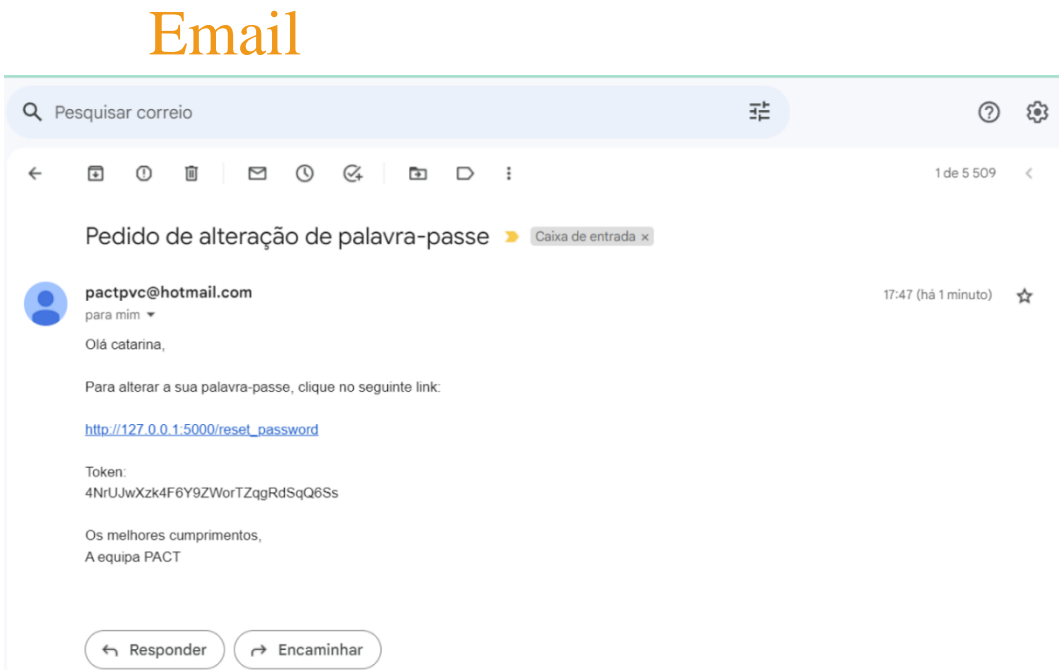 Email
Pesquisar correio
1 de 5 509
Pedido de alteração de palavra-passe Caixa de entrada x
pactpvc@hotmail.com 17:47 (há 1 minuto)
para mim
Olá catarina,
Para alterar a sua palavra-passe, clique no seguinte link:
http://127.0.0.1:5000/reset_password
Token:
4NrUJwXzk4F6Y9ZWorTZqgRdSqQ6Ss
Os melhores cumprimentos,
A equipa PACT
Responder Encaminhar